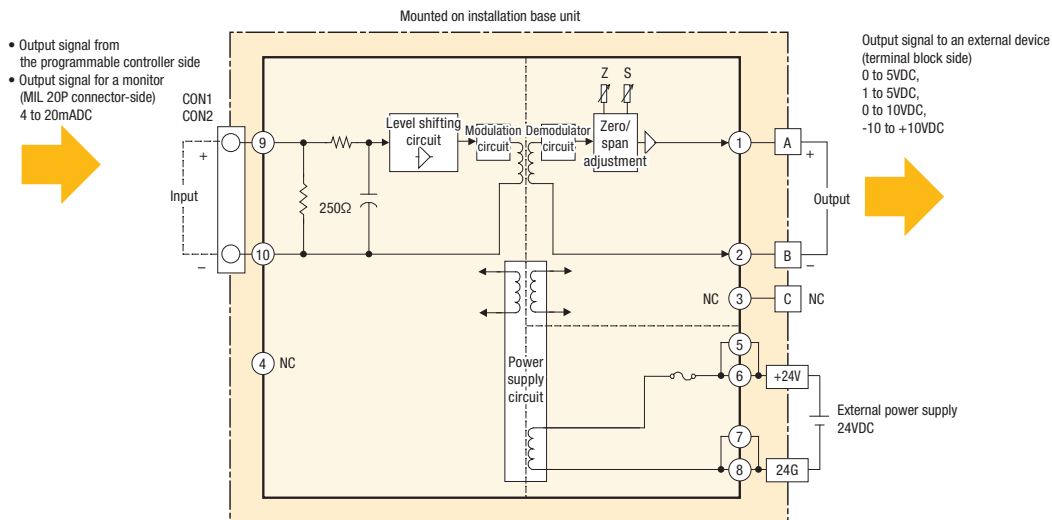 Mounted on installation base unit
• Output signal from
the programmable controller side
• Output signal for a monitor
(MIL 20P connector-side)
4 to 20mADC
CON1
CON2
Output signal to an external device
(terminal block side)
0 to 5VDC,
1 to 5VDC,
0 to 10VDC,
-10 to +10VDC
Z S
Level shifting
circuit
Modulation
circuit
Demodulator
circuit
Zero/
span
adjustment
9
1
A
+
+
Input
250Ω
Output
10
2
B
−
−
NC 3 C NC
4 NC
Power
supply
circuit
5
6
+24V
External power supply
24VDC
7
8
24G